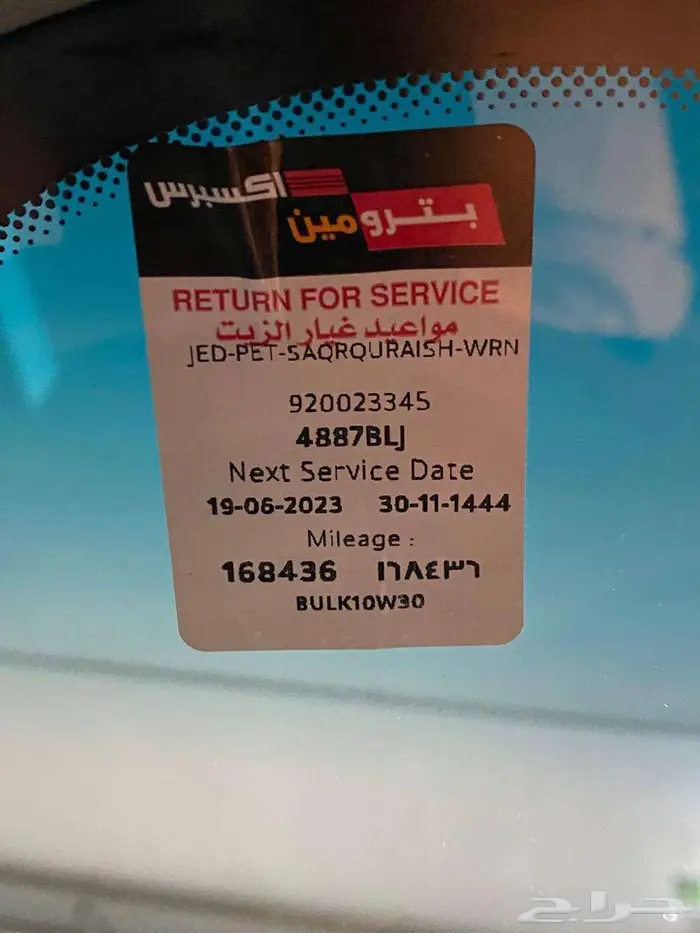 اكسبرس
بترومين
RETURN FOR SERVICE
مواعيد غيار الزيت
JED-PET-SAQRQURAISH-WRN
920023345
4887BLJ
Next Service Date
19-06-2023 30-11-1444
Mileage :
168436 ١٦٨٤٣٦
BULK10W30
حراج